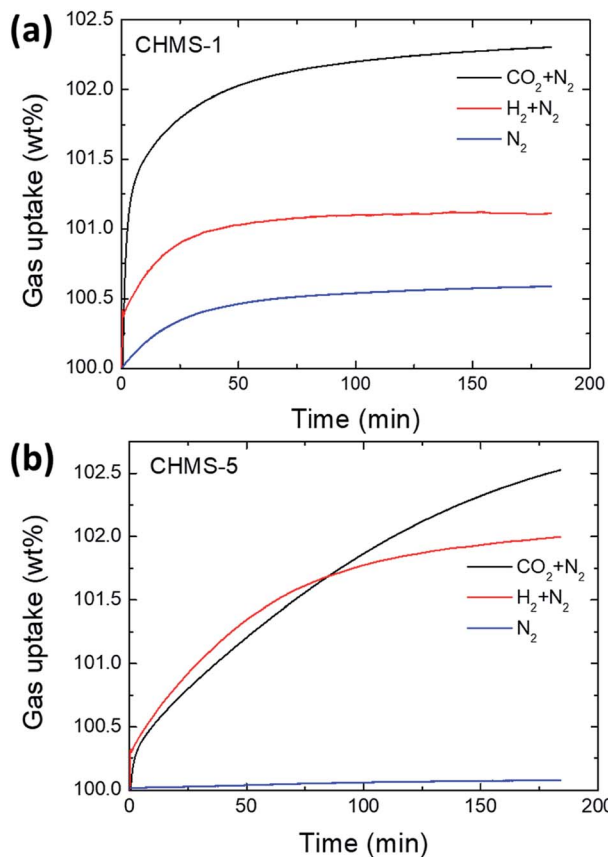 (a)
CHMS-1
CO₂+N₂
H₂+N₂
N₂
Gas uptake (wt%)
102.5
102.0
101.5
101.0
100.5
100.0
0 50 100 150 200
Time (min)
(b)
CHMS-5
CO₂+N₂
H₂+N₂
N₂
Gas uptake (wt%)
102.5
102.0
101.5
101.0
100.5
100.0
0 50 100 150 200
Time (min)